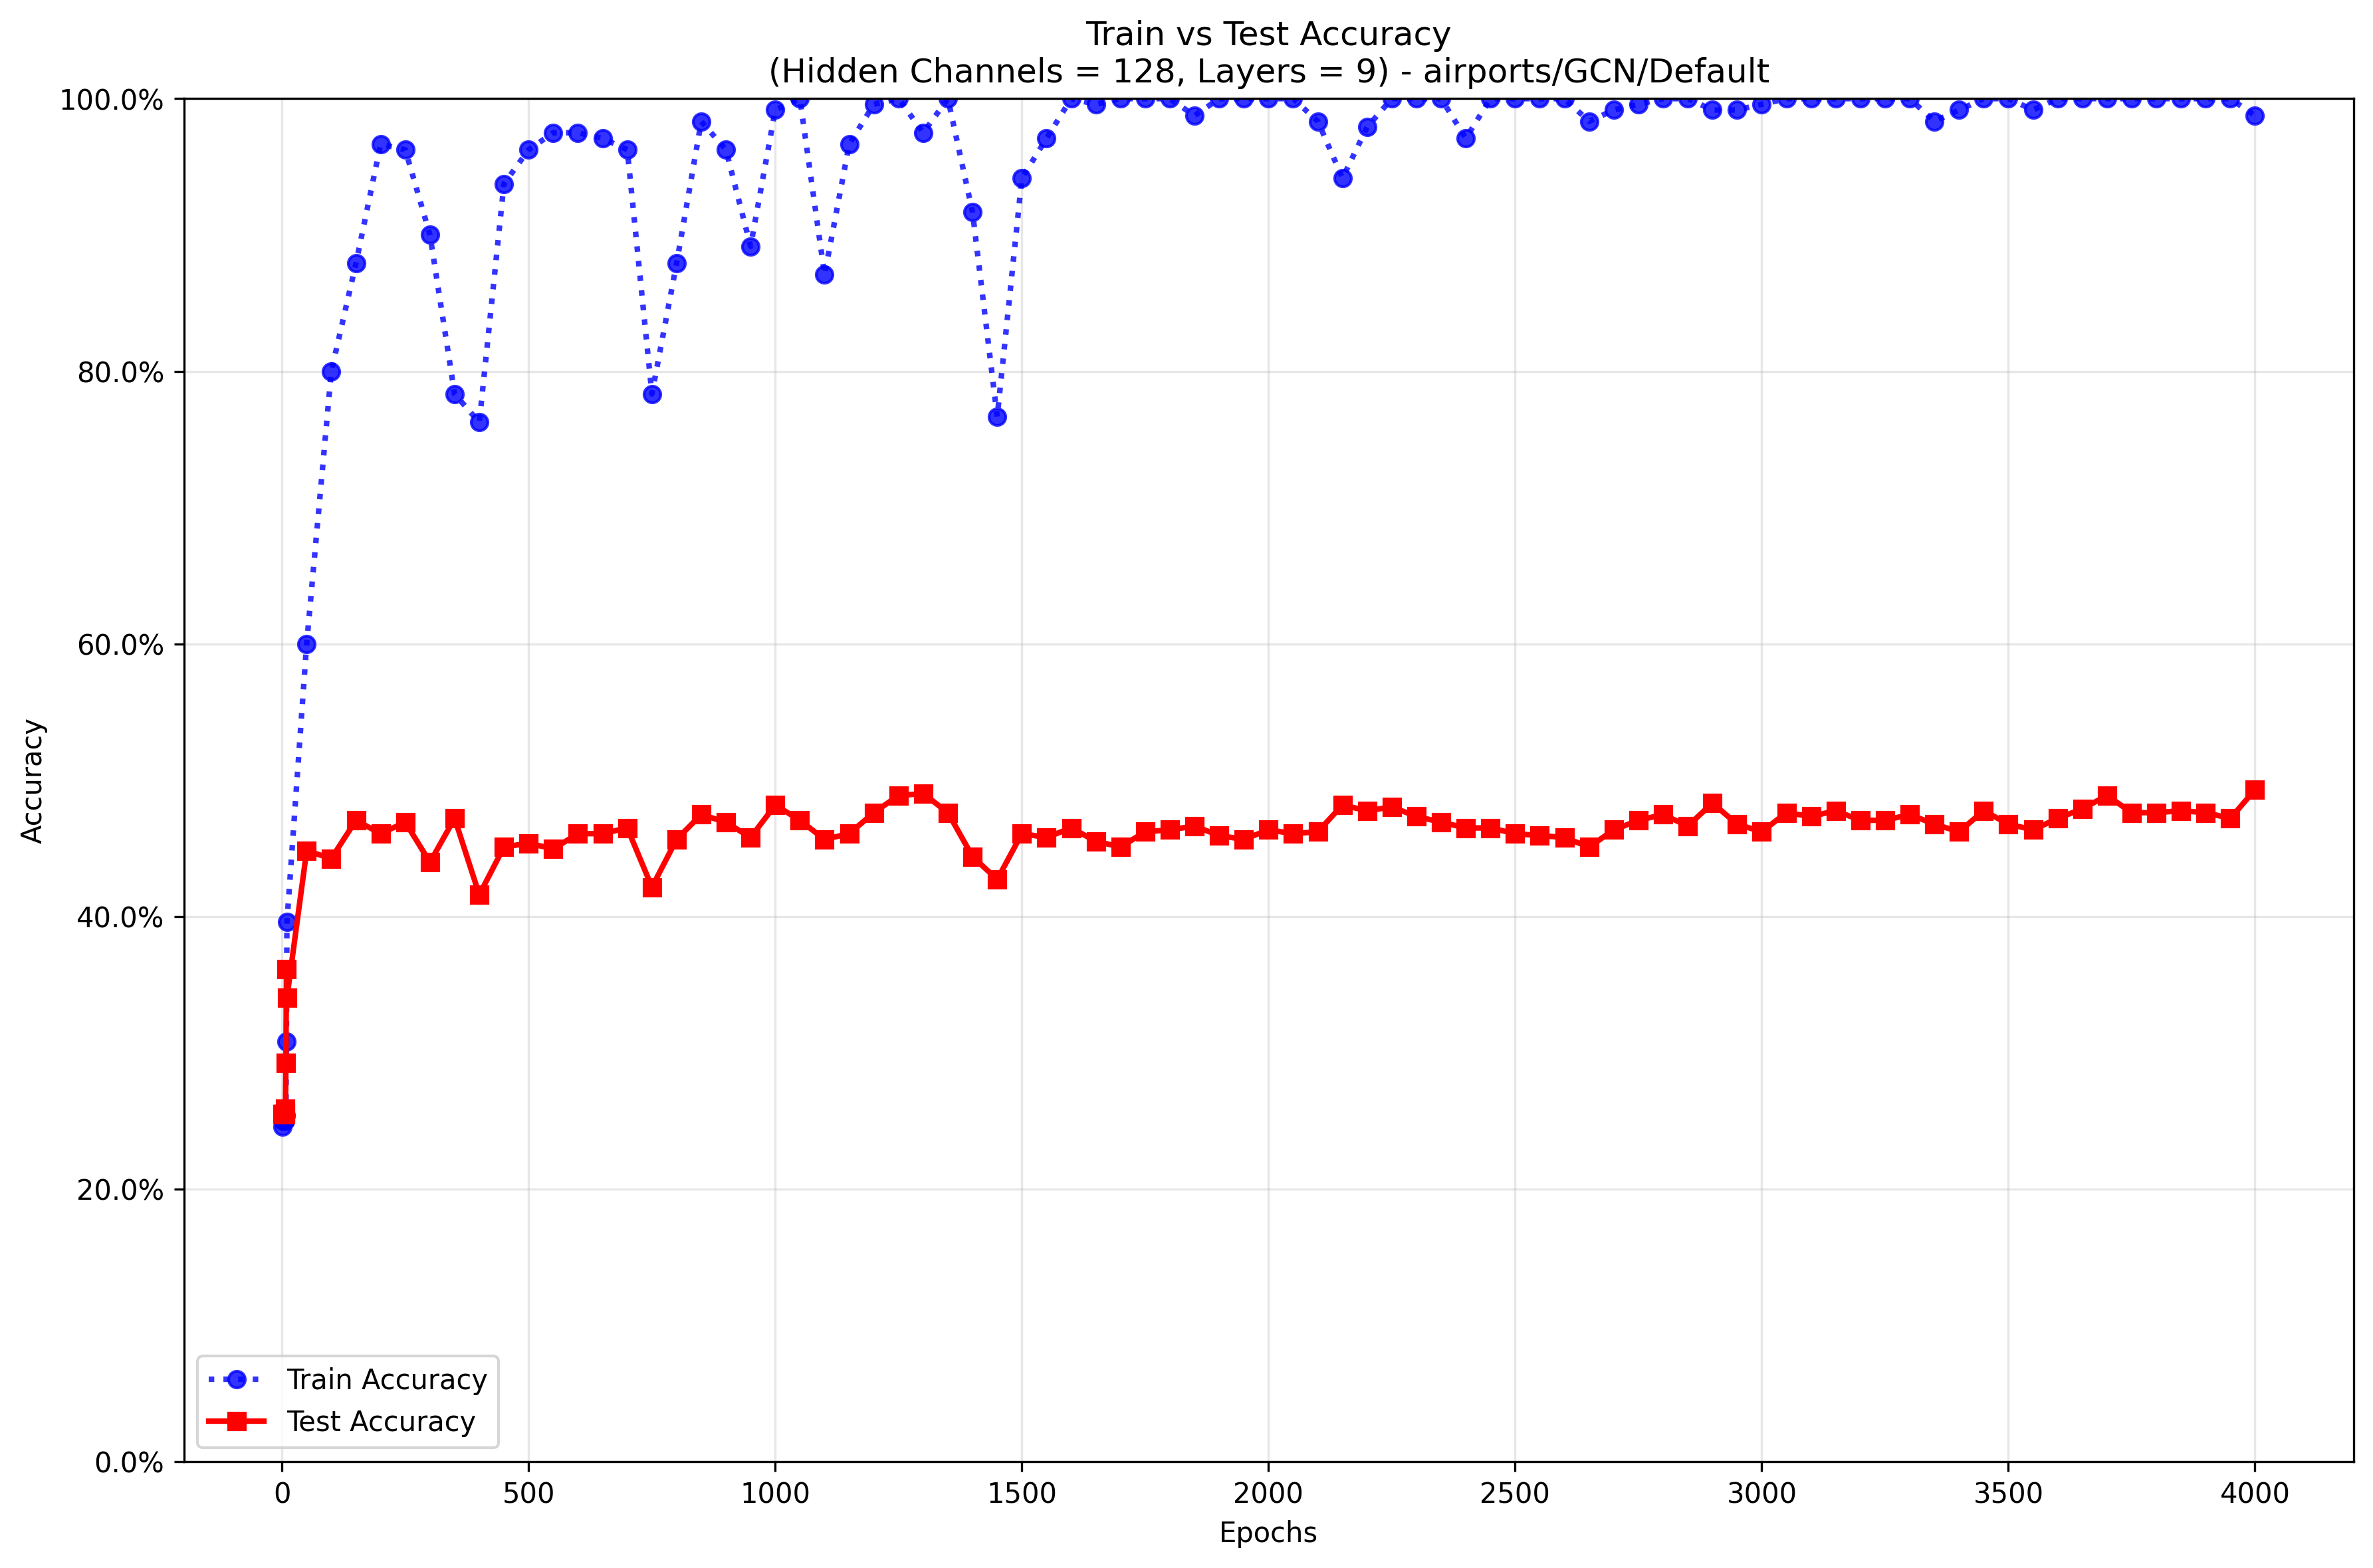 Train vs Test Accuracy
(Hidden Channels = 128, Layers = 9) - airports/GCN/Default
100.0%
80.0%
60.0%
40.0%
20.0%
0.0%
Accuracy
Train Accuracy
Test Accuracy
0 500 1000 1500 2000 2500 3000 3500 4000
Epochs